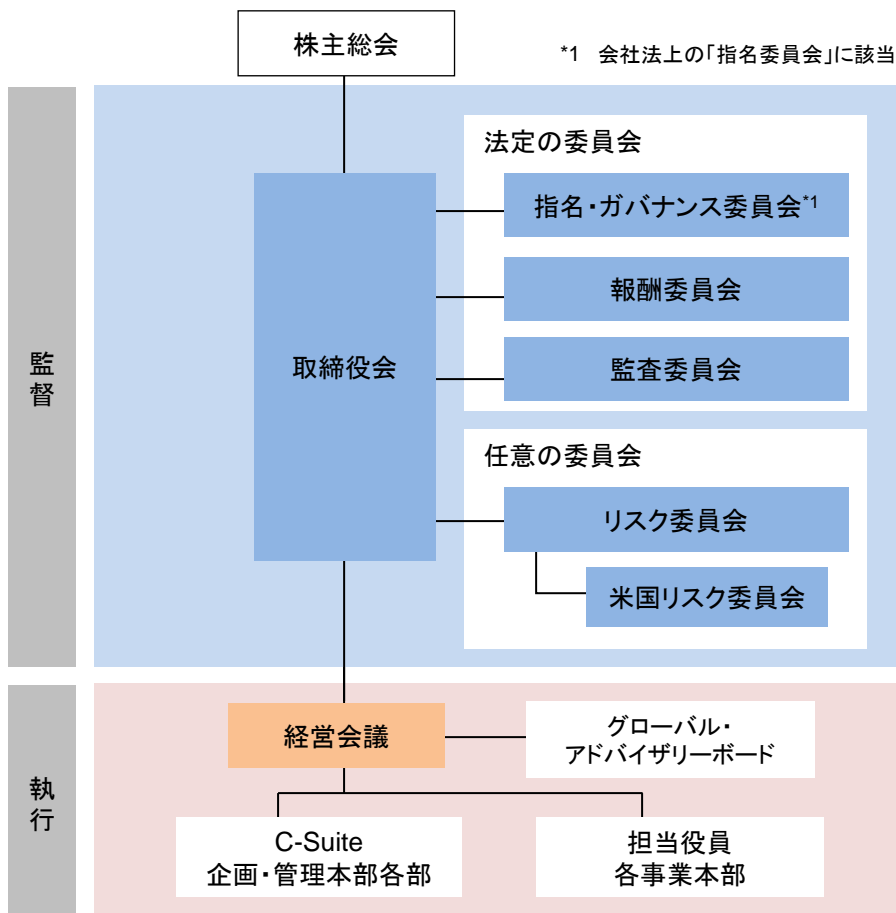 株主総会
*1 会社法上の「指名委員会」に該当
監督
法定の委員会
指名・ガバナンス委員会*1
報酬委員会
監査委員会
取締役会
任意の委員会
リスク委員会
米国リスク委員会
執行
経営会議
グローバル・
アドバイザリーボード
C-Suite
企画・管理本部各部
担当役員
各事業本部